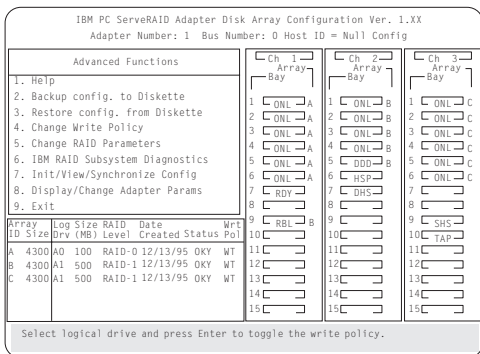 IBM PC ServeRAID Adapter Disk Array Configuration Ver. 1.XX
Adapter Number: 1 Bus Number: 0 Host ID = Null Config
Advanced Functions
1. Help
2. Backup config. to Diskette
3. Restore config. from Diskette
4. Change Write Policy
5. Change RAID Parameters
6. IBM RAID Subsystem Diagnostics
7. Init/View/Synchronize Config
8. Display/Change Adapter Params
9. Exit
Array Log Size RAID Date Wrt
ID Size Drv (MB) Level Created Status Pol
A 4300 A0 100 RAID-0 12/13/95 OKY WT
B 4300 A1 500 RAID-1 12/13/95 OKY WT
C 4300 A1 500 RAID-1 12/13/95 OKY WT
Ch 1
Array
Bay
1 ONL A
2 ONL A
3 ONL A
4 ONL A
5 ONL A
6 ONL A
7 RDY
8
9 RBL B
10
11
12
13
14
15
Ch 2
Array
Bay
1 ONL B
2 ONL B
3 ONL B
4 ONL B
5 DDD B
6 HSP
7 DHS
8
9
10
11
12
13
14
15
Ch 3
Array
Bay
1 ONL C
2 ONL C
3 ONL C
4 ONL C
5 ONL C
6 ONL C
7
8
9 SHS
10 TAP
11
12
13
14
15
Select logical drive and press Enter to toggle the write policy.